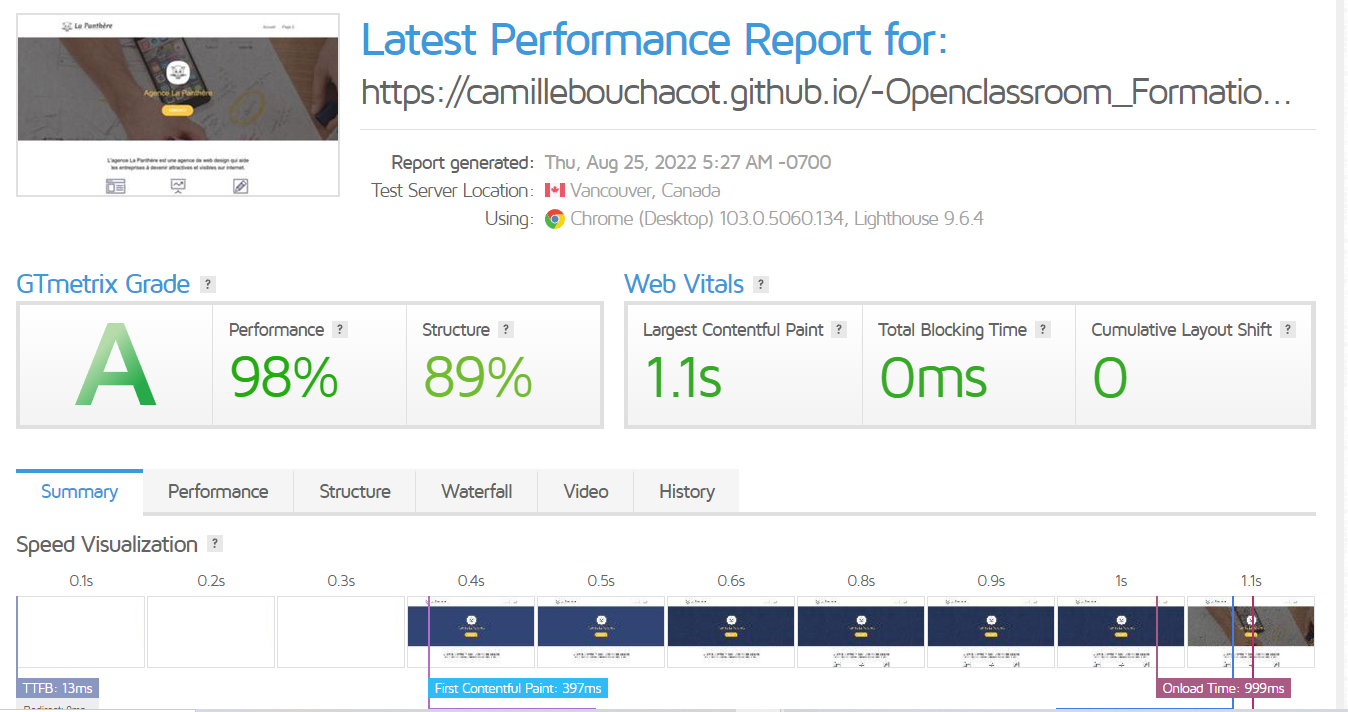 La Panthère
Accueil Page 2
Agence La Panthère
L'agence La Panthère est une agence de web design qui aide
les entreprises à devenir attractives et visibles sur internet.
Latest Performance Report for:
https://camillebouchacot.github.io/-Openclassroom_Formatio...
Report generated: Thu, Aug 25, 2022 5:27 AM -0700
Test Server Location: Vancouver, Canada
Using: Chrome (Desktop) 103.0.5060.134, Lighthouse 9.6.4
GTmetrix Grade ?
Web Vitals ?
A
Performance ?
98%
Structure ?
89%
Largest Contentful Paint ?
1.1s
Total Blocking Time ?
0ms
Cumulative Layout Shift ?
0
Summary Performance Structure Waterfall Video History
Speed Visualization ?
0.1s 0.2s 0.3s 0.4s 0.5s 0.6s 0.8s 0.9s 1s 1.1s
TTFB: 13ms
First Contentful Paint: 397ms
Onload Time: 999ms